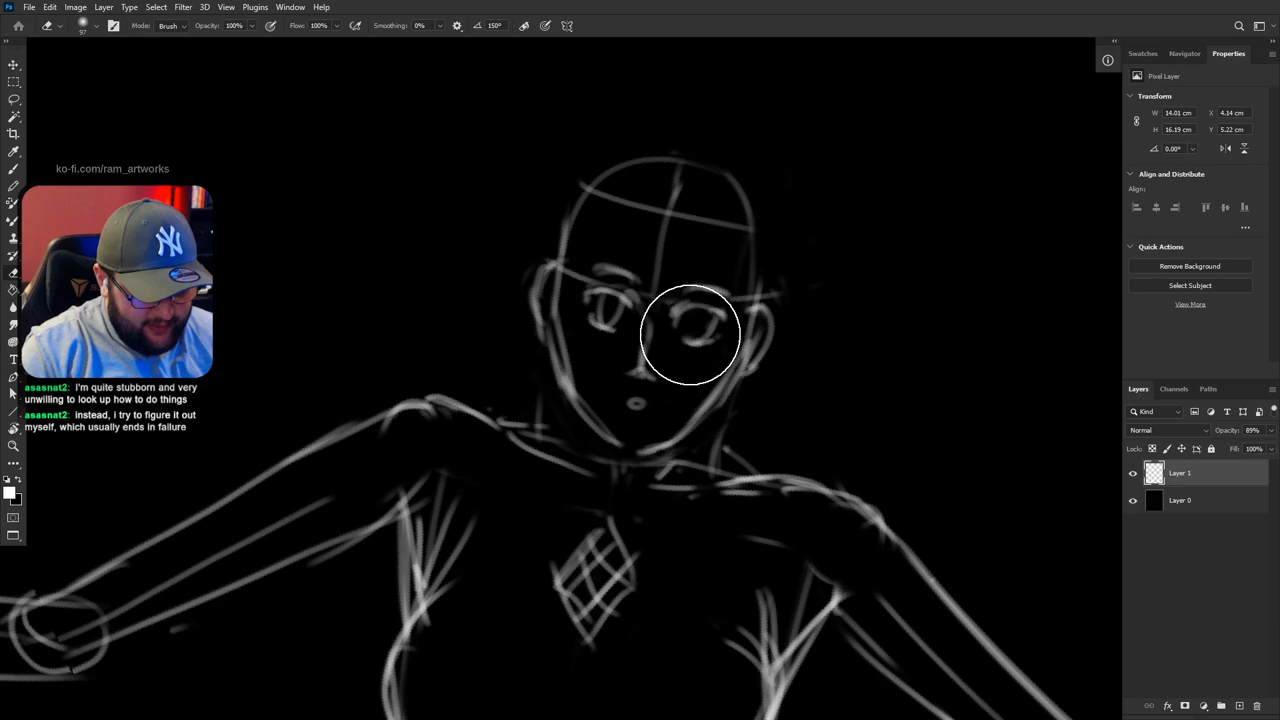 Ps File Edit Image Layer Type Select Filter 3D View Plugins Window Help
97 Mode: Brush Opacity: 100% Flow: 100% Smoothing: 0% 150°
Swatches Navigator Properties
Pixel Layer
Transform
W 14.01 cm X 4.14 cm
H 16.19 cm Y 5.22 cm
0.00°
Align and Distribute
Align:
Quick Actions
Remove Background
Select Subject
View More
ko-fi.com/ram_artworks
NY
asasnat2: I'm quite stubborn and very
unwilling to look up how to do things
asasnat2: instead, i try to figure it out
myself, which usually ends in failure
Layers Channels Paths
Kind
Normal Opacity: 89%
Lock: Fill: 100%
Layer 1
Layer 0